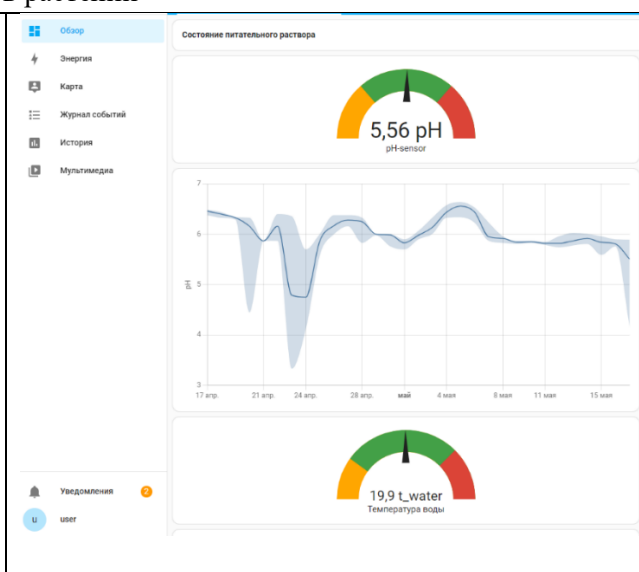 Обзор
Энергия
Карта
Журнал событий
История
Мультимедиа
Уведомления 2
u user
Состояние питательного раствора
5,56 pH
pH-sensor
7
6
5
4
3
pH
17 апр. 21 апр. 24 апр. 28 апр. май 4 мая 8 мая 11 мая 15 мая
19,9 t_water
Температура воды